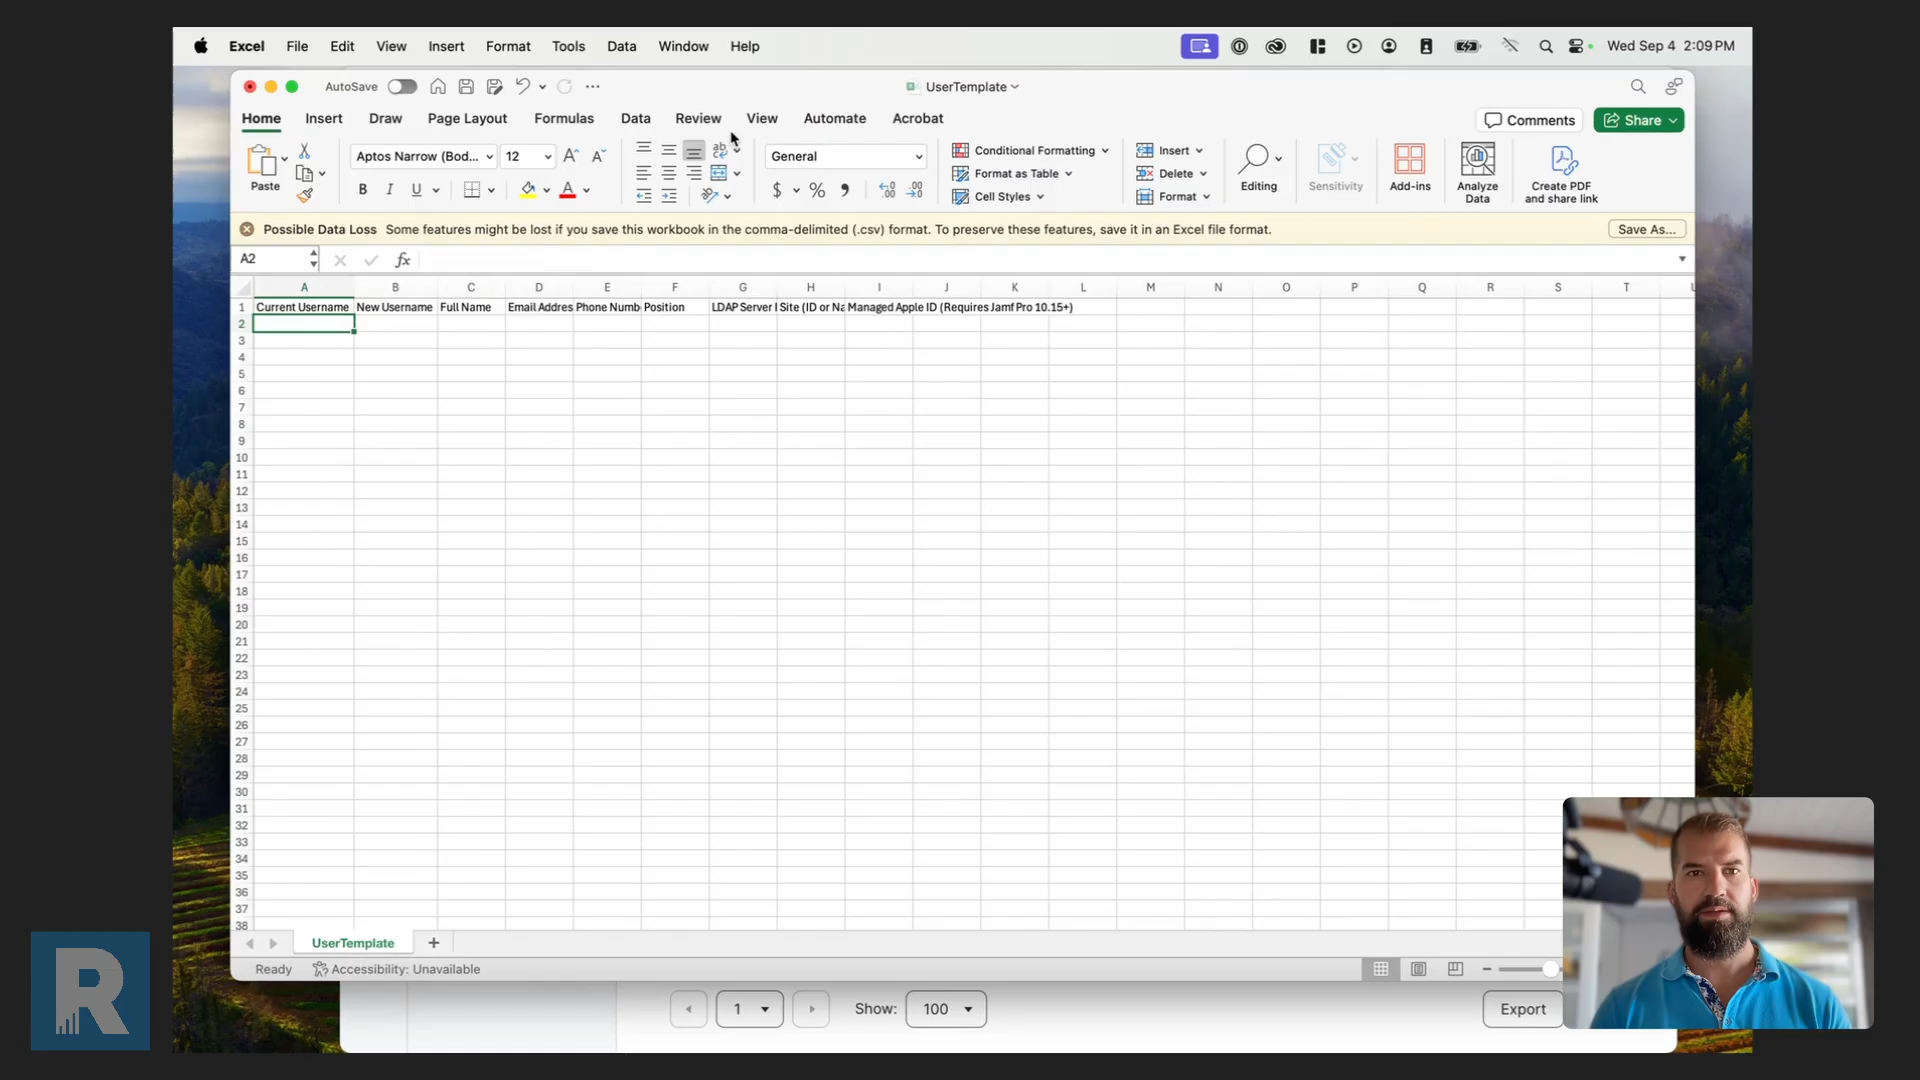 Excel File Edit View Insert Format Tools Data Window Help Wed Sep 4 2:09 PM
AutoSave UserTemplate
Home Insert Draw Page Layout Formulas Data Review View Automate Acrobat Comments Share
Paste Aptos Narrow (Bod... 12 General Conditional Formatting Insert
Format as Table Delete
B I U A $ % Cell Styles Format
Editing Sensitivity Add-ins Analyze Data Create PDF and share link
Possible Data Loss Some features might be lost if you save this workbook in the comma-delimited (.csv) format. To preserve these features, save it in an Excel file format. Save As...
A2 fx
A B C D E F G H I J K L M N O P Q R S T U
1 Current Username New Username Full Name Email Addres Phone Numb Position LDAP Server I Site (ID or Na Managed Apple ID (Requires Jamf Pro 10.15+)
2
3
4
5
6
7
8
9
10
11
12
13
14
15
16
17
18
19
20
21
22
23
24
25
26
27
28
29
30
31
32
33
34
35
36
37
38
UserTemplate +
Ready Accessibility: Unavailable
1 Show: 100 Export
R